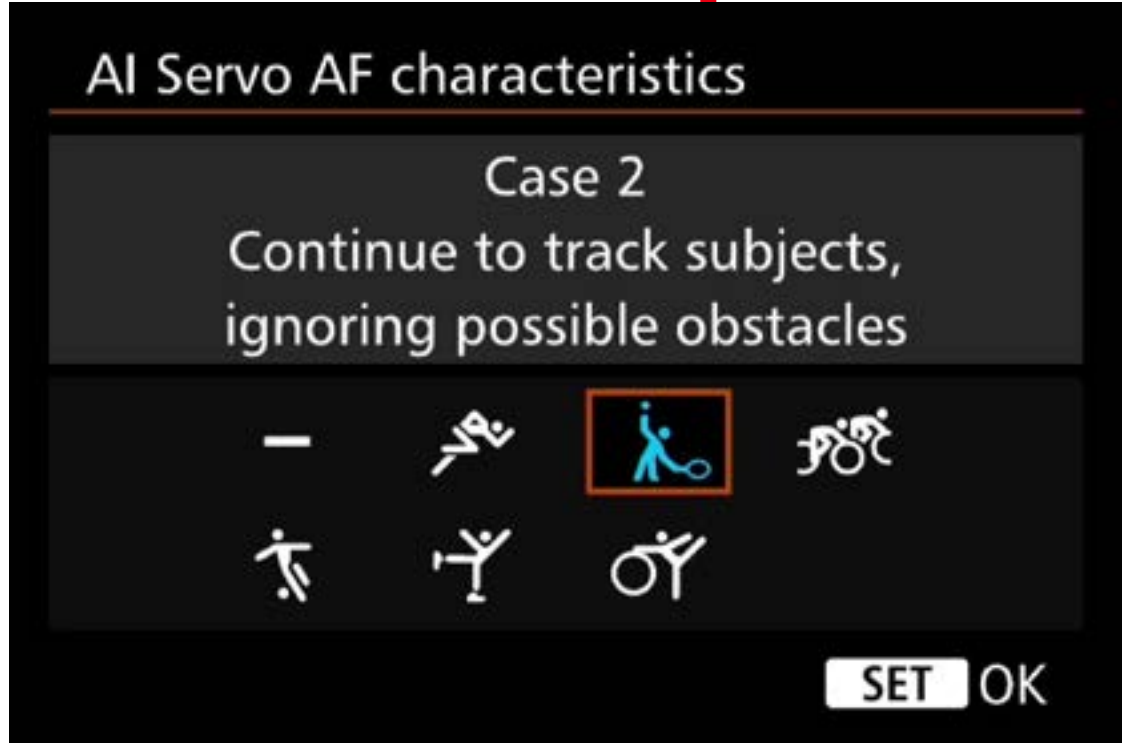 AI Servo AF characteristics
Case 2
Continue to track subjects,
ignoring possible obstacles
SET OK